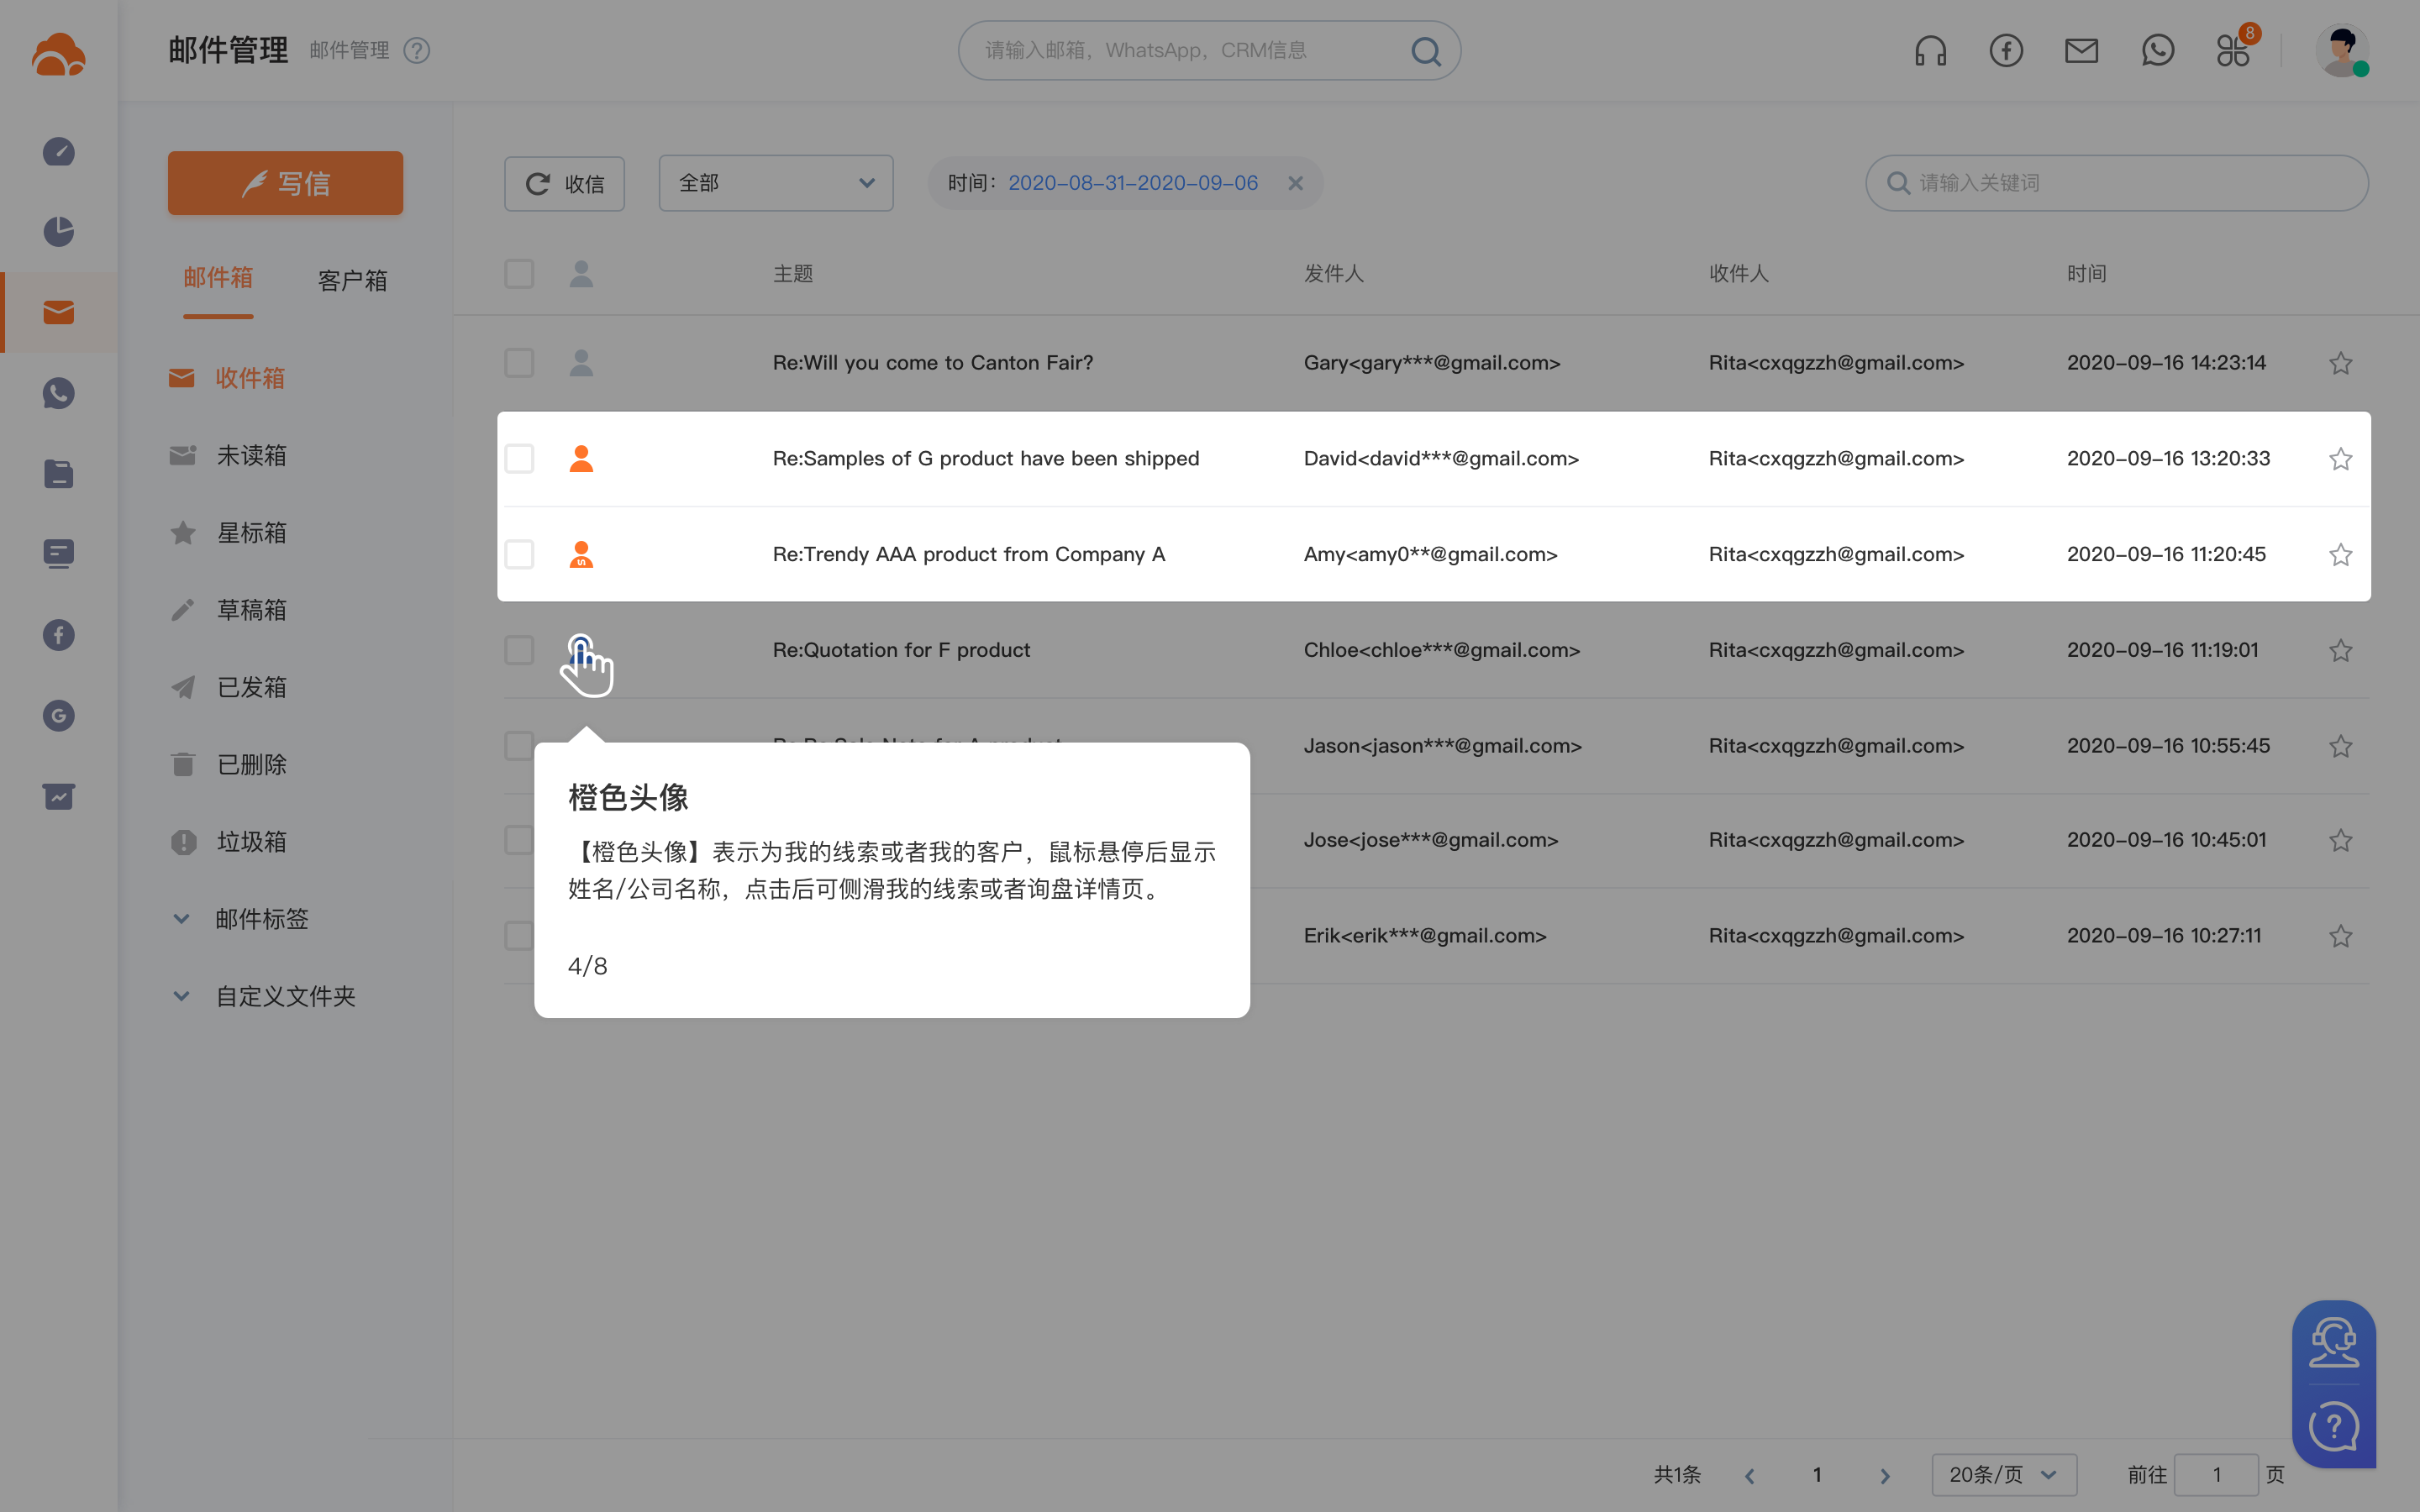 邮件管理 邮件管理 ?
请输入邮箱，WhatsApp，CRM信息
8
写信
邮件箱 客户箱
收件箱
未读箱
星标箱
草稿箱
已发箱
已删除
垃圾箱
邮件标签
自定义文件夹
收信 全部 时间：2020-08-31-2020-09-06 请输入关键词
主题 发件人 收件人 时间
Re:Will you come to Canton Fair? Gary<gary***@gmail.com> Rita<cxqgzzh@gmail.com> 2020-09-16 14:23:14
Re:Samples of G product have been shipped David<david***@gmail.com> Rita<cxqgzzh@gmail.com> 2020-09-16 13:20:33
S Re:Trendy AAA product from Company A Amy<amy0**@gmail.com> Rita<cxqgzzh@gmail.com> 2020-09-16 11:20:45
Re:Quotation for F product Chloe<chloe***@gmail.com> Rita<cxqgzzh@gmail.com> 2020-09-16 11:19:01
Jason<jason***@gmail.com> Rita<cxqgzzh@gmail.com> 2020-09-16 10:55:45
Jose<jose***@gmail.com> Rita<cxqgzzh@gmail.com> 2020-09-16 10:45:01
Erik<erik***@gmail.com> Rita<cxqgzzh@gmail.com> 2020-09-16 10:27:11
橙色头像
【橙色头像】表示为我的线索或者我的客户，鼠标悬停后显示
姓名/公司名称，点击后可侧滑我的线索或者询盘详情页。
4/8
共1条 1 20条/页 前往 1 页